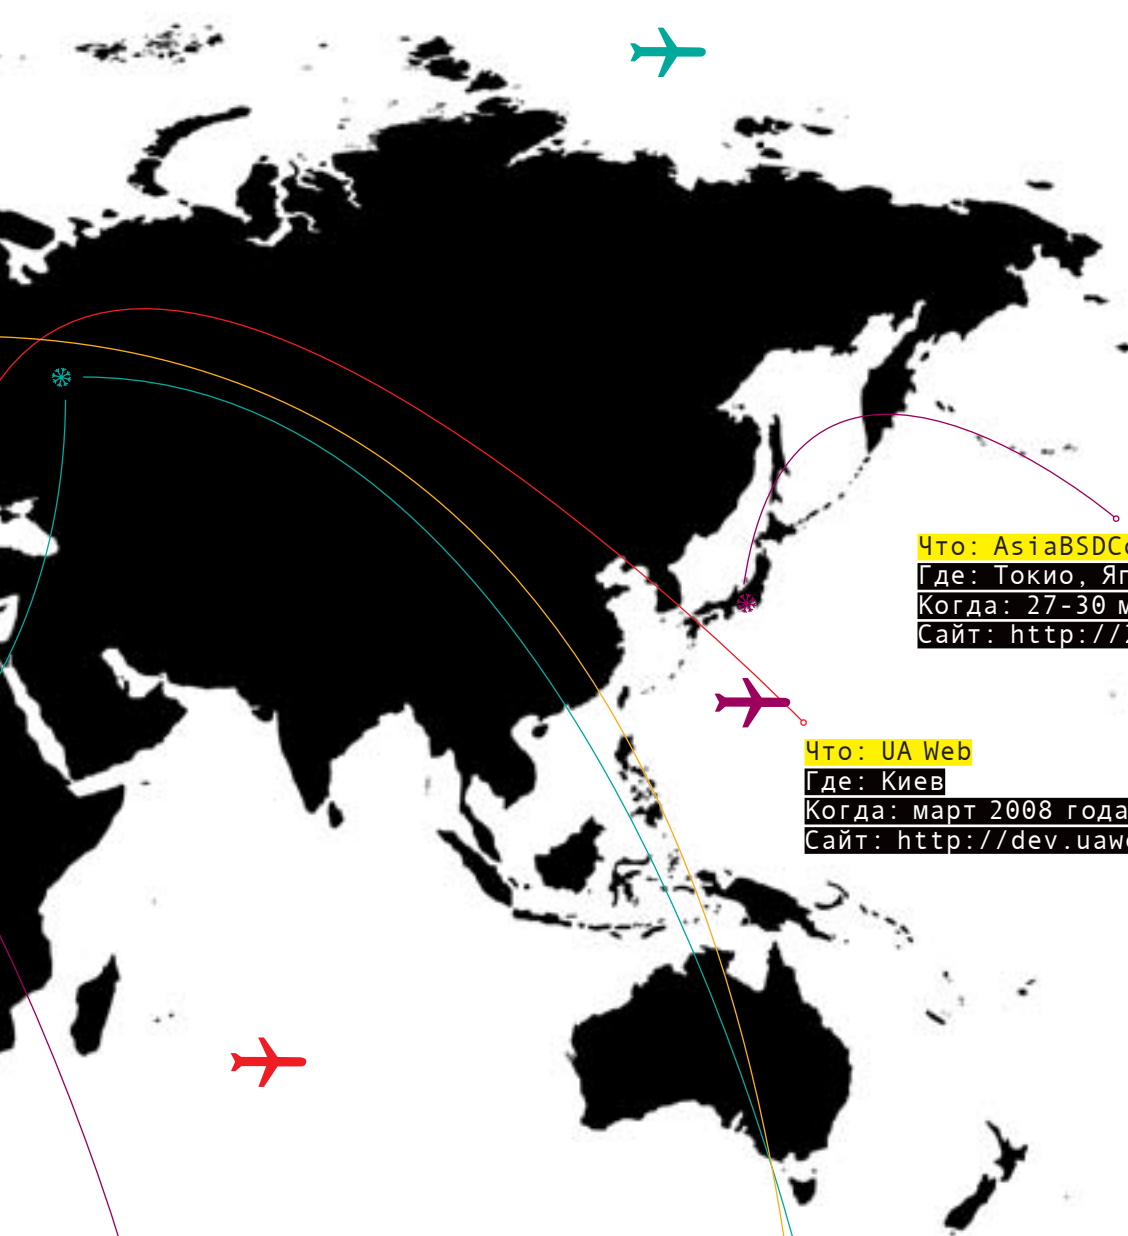 Что: AsiaBSDC
Где: Токио, Яп
Когда: 27-30 м
Сайт: http://2
Что: UA Web
Где: Киев
Когда: март 2008 года
Сайт: http://dev.uaw